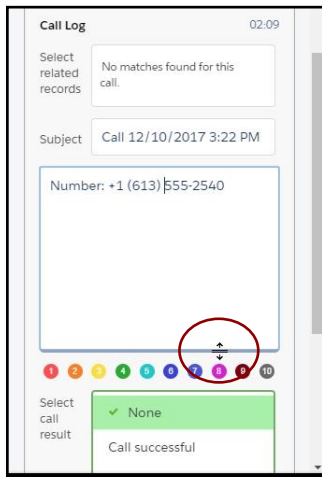 Call Log 02:09
Select
related
records
No matches found for this
call.
Subject Call 12/10/2017 3:22 PM
Number: +1 (613) 555-2540
1 2 3 4 5 6 7 8 9 10
Select
call
result
None
Call successful